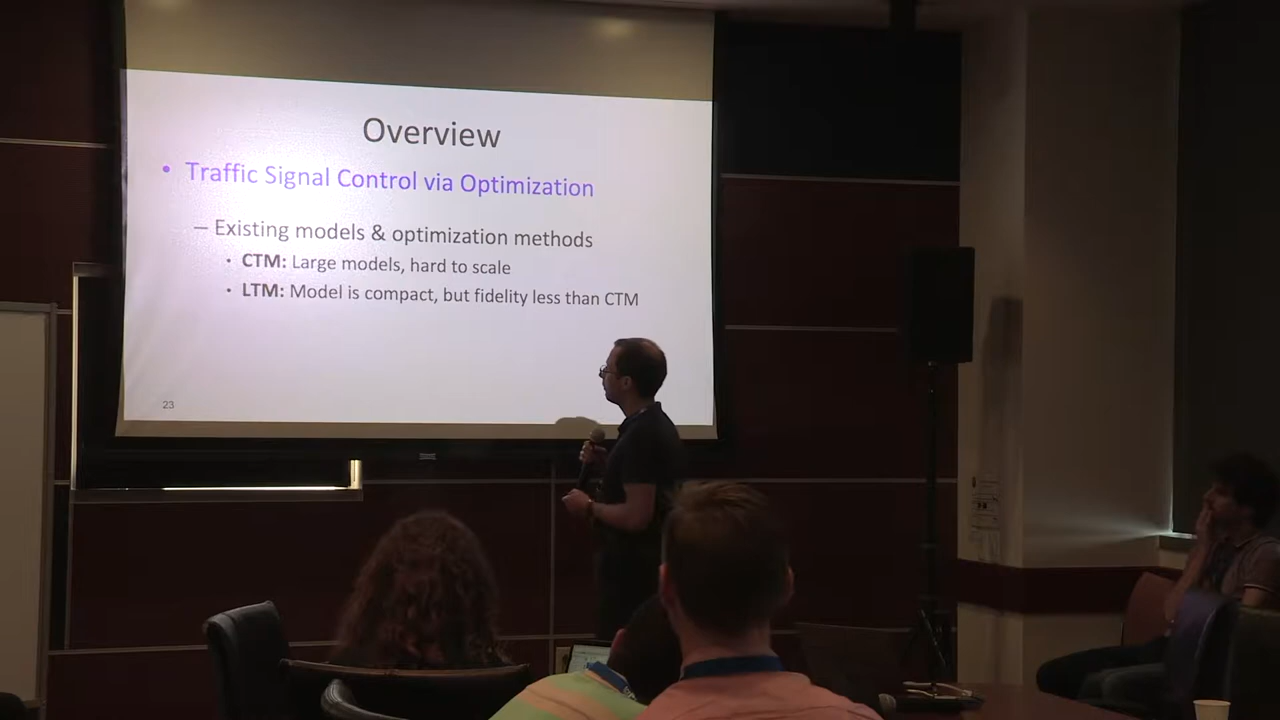 Overview
• Traffic Signal Control via Optimization
– Existing models & optimization methods
• CTM: Large models, hard to scale
• LTM: Model is compact, but fidelity less than CTM
23